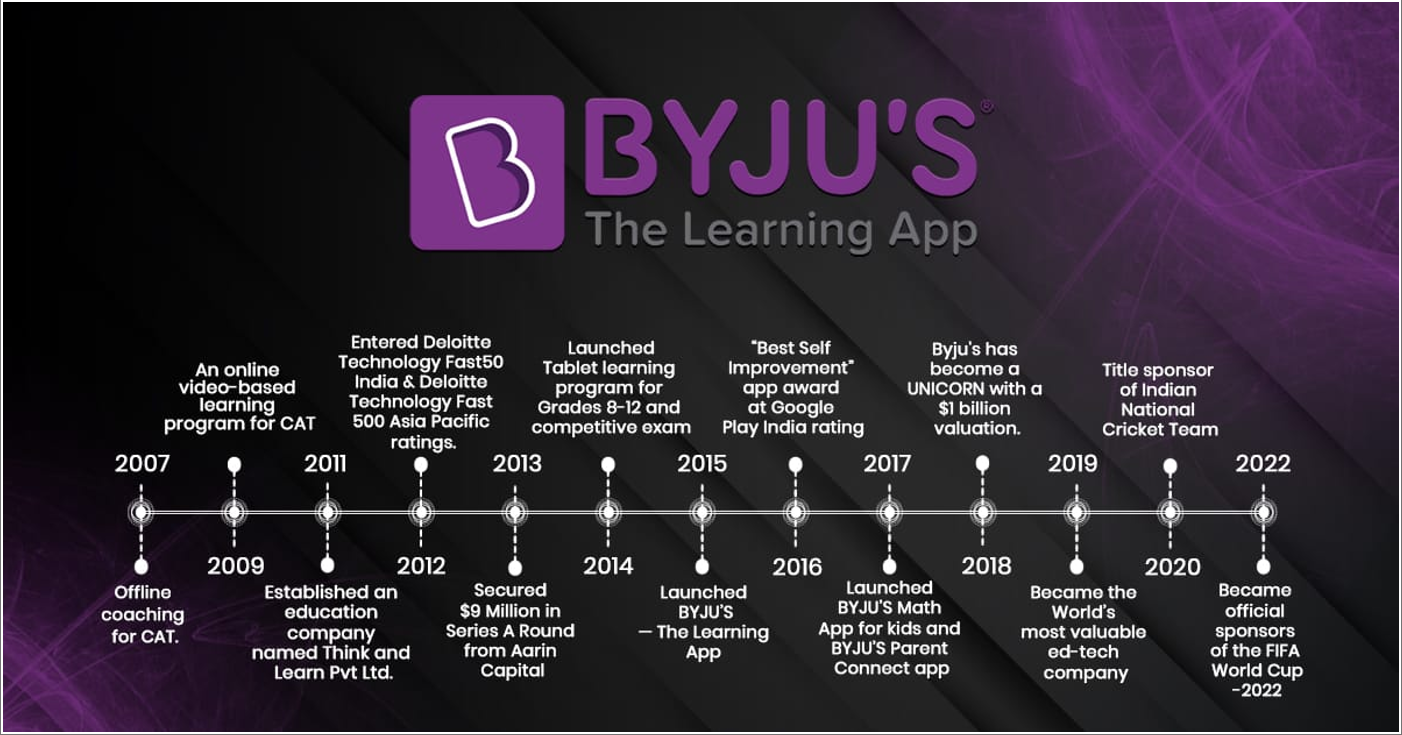 B
BYJU'S®
The Learning App
2007
Offline
coaching
for CAT.
An online
video-based
learning
program for CAT
2009
2011
Established an
education
company
named Think and
Learn Pvt Ltd.
Entered Deloitte
Technology Fast50
India & Deloitte
Technology Fast
500 Asia Pacific
ratings.
2012
2013
Secured
$9 Million in
Series A Round
from Aarin
Capital
Launched
Tablet learning
program for
Grades 8-12 and
competitive exam
2014
2015
Launched
BYJU'S
– The Learning
App
"Best Self
Improvement"
app award
at Google
Play India rating
2016
2017
Launched
BYJU'S Math
App for kids and
BYJU'S Parent
Connect app
Byju's has
become a
UNICORN with a
$1 billion
valuation.
2018
2019
Became the
World's
most valuable
ed-tech
company
Title sponsor
of Indian
National
Cricket Team
2020
2022
Became
official
sponsors
of the FIFA
World Cup
-2022